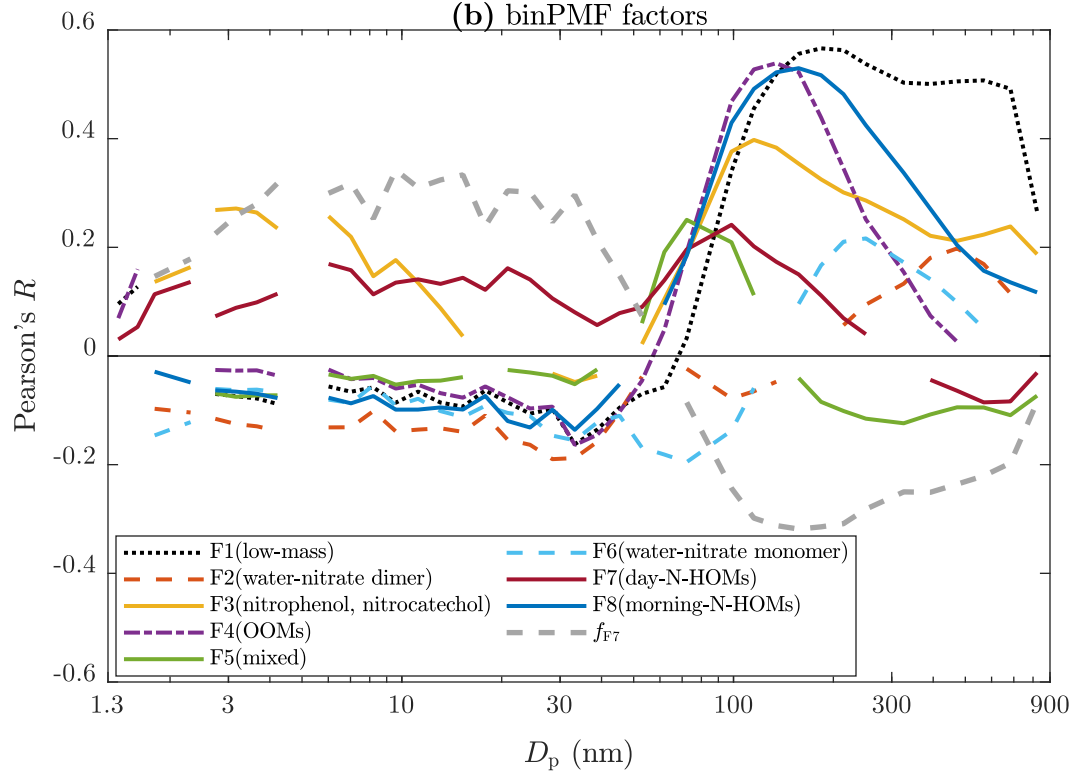 (b) binPMF factors
0.6
0.4
0.2
0
-0.2
-0.4
-0.6
Pearson's R
F1(low-mass)
F2(water-nitrate dimer)
F3(nitrophenol, nitrocatechol)
F4(OOMs)
F5(mixed)
F6(water-nitrate monomer)
F7(day-N-HOMs)
F8(morning-N-HOMs)
f_F7
1.3 3 10 30 100 300 900
D_p (nm)